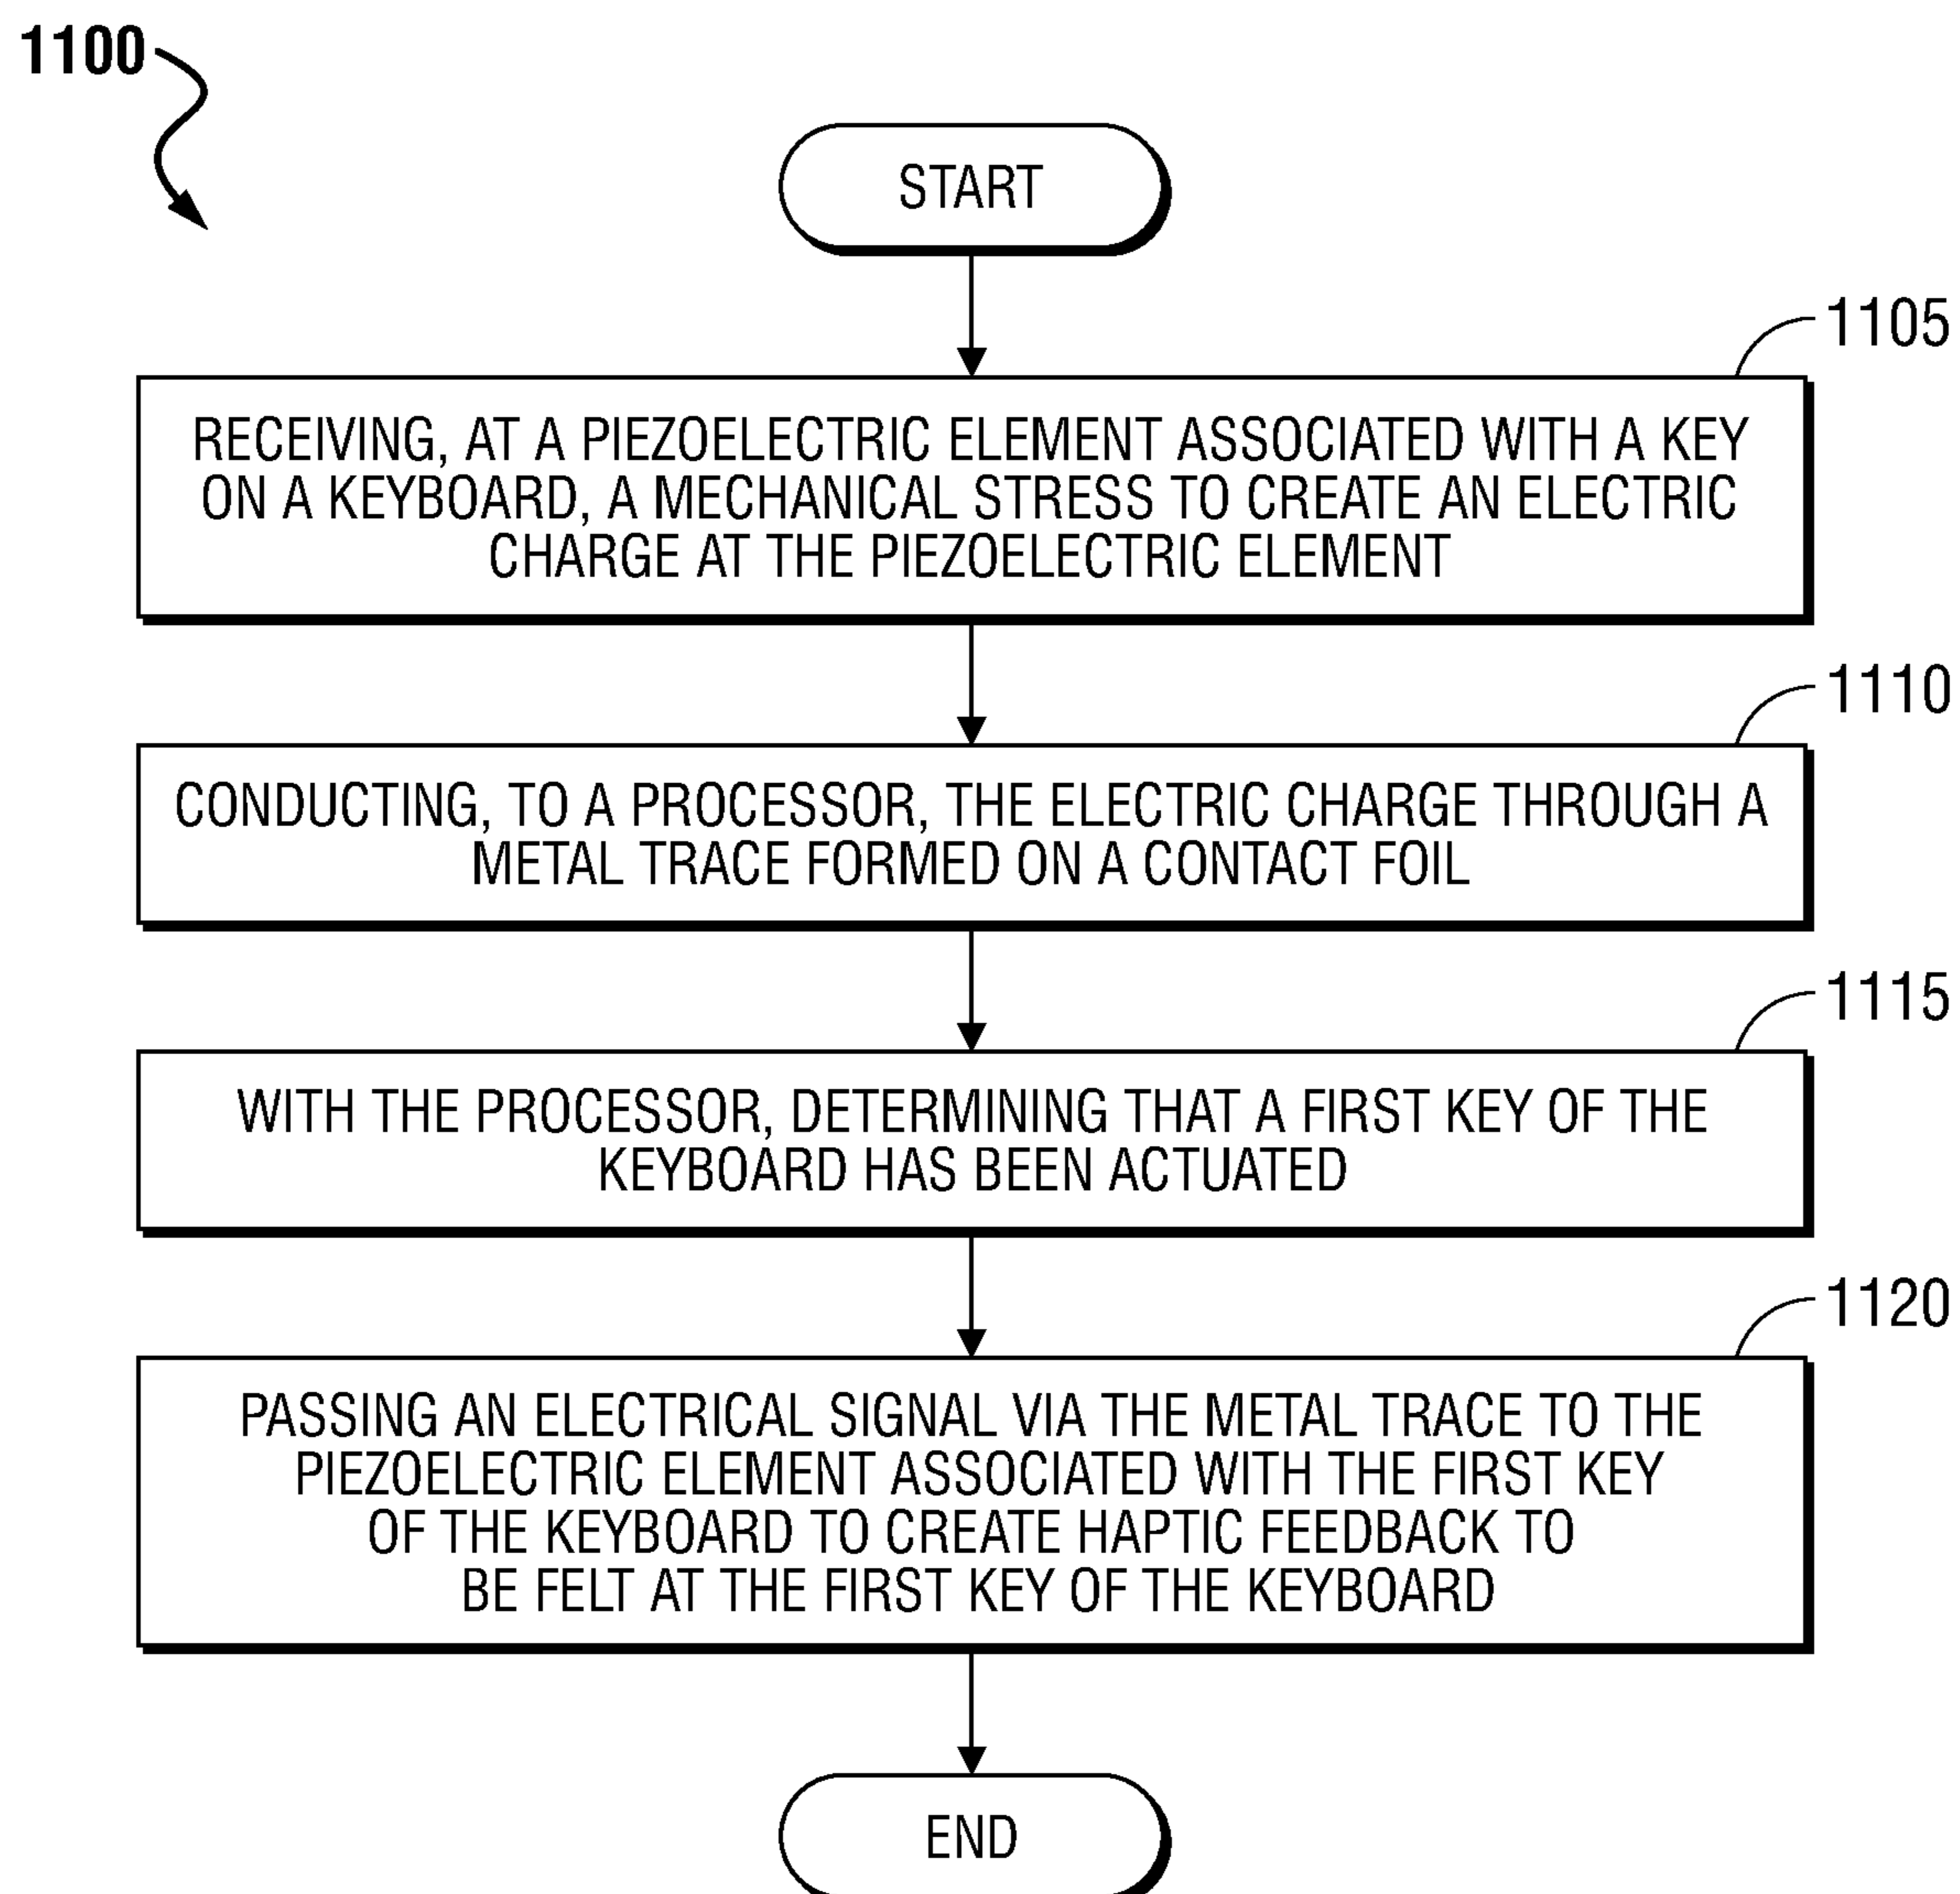 1100
START
1105
RECEIVING, AT A PIEZOELECTRIC ELEMENT ASSOCIATED WITH A KEY
ON A KEYBOARD, A MECHANICAL STRESS TO CREATE AN ELECTRIC
CHARGE AT THE PIEZOELECTRIC ELEMENT
1110
CONDUCTING, TO A PROCESSOR, THE ELECTRIC CHARGE THROUGH A
METAL TRACE FORMED ON A CONTACT FOIL
1115
WITH THE PROCESSOR, DETERMINING THAT A FIRST KEY OF THE
KEYBOARD HAS BEEN ACTUATED
1120
PASSING AN ELECTRICAL SIGNAL VIA THE METAL TRACE TO THE
PIEZOELECTRIC ELEMENT ASSOCIATED WITH THE FIRST KEY
OF THE KEYBOARD TO CREATE HAPTIC FEEDBACK TO
BE FELT AT THE FIRST KEY OF THE KEYBOARD
END